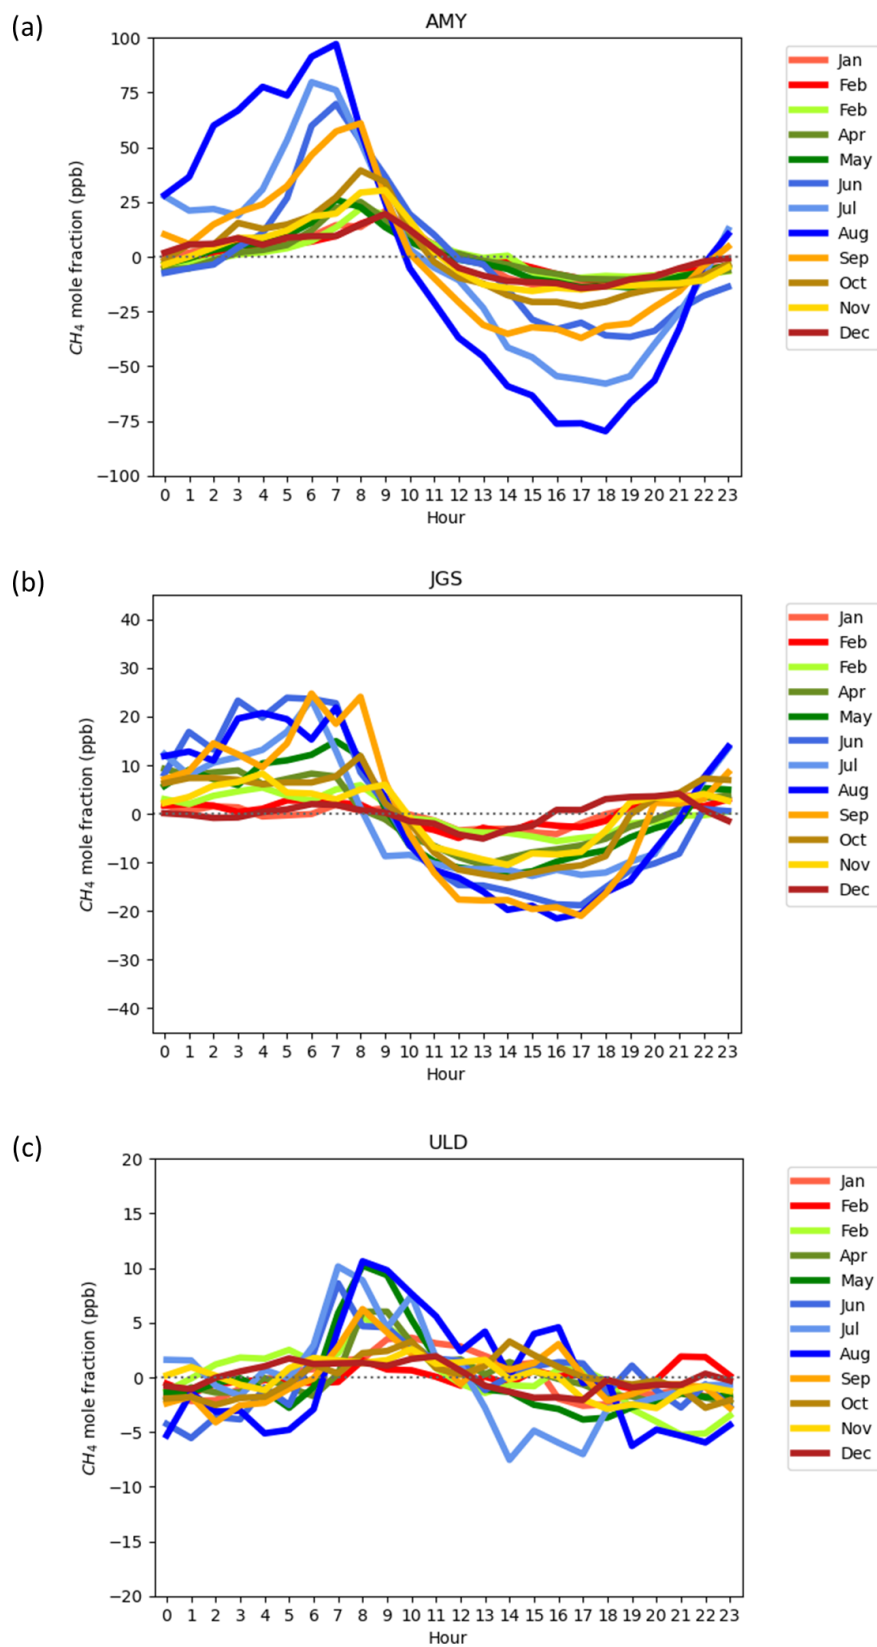 (a)
AMY
100
75
50
25
0
−25
−50
−75
−100
CH4 mole fraction (ppb)
0 1 2 3 4 5 6 7 8 9 10 11 12 13 14 15 16 17 18 19 20 21 22 23
Hour
Jan
Feb
Feb
Apr
May
Jun
Jul
Aug
Sep
Oct
Nov
Dec
(b)
JGS
40
30
20
10
0
−10
−20
−30
−40
CH4 mole fraction (ppb)
0 1 2 3 4 5 6 7 8 9 10 11 12 13 14 15 16 17 18 19 20 21 22 23
Hour
Jan
Feb
Feb
Apr
May
Jun
Jul
Aug
Sep
Oct
Nov
Dec
(c)
ULD
20
15
10
5
0
−5
−10
−15
−20
CH4 mole fraction (ppb)
0 1 2 3 4 5 6 7 8 9 10 11 12 13 14 15 16 17 18 19 20 21 22 23
Hour
Jan
Feb
Feb
Apr
May
Jun
Jul
Aug
Sep
Oct
Nov
Dec